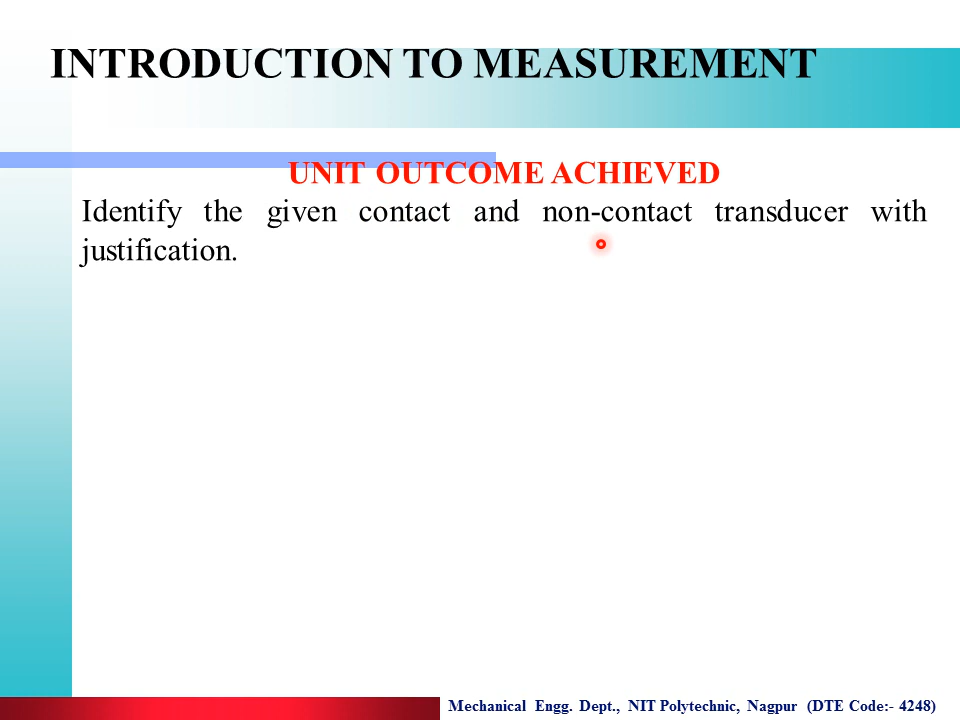 INTRODUCTION TO MEASUREMENT
UNIT OUTCOME ACHIEVED
Identify the given contact and non-contact transducer with
justification.
Mechanical Engg. Dept., NIT Polytechnic, Nagpur (DTE Code:- 4248)